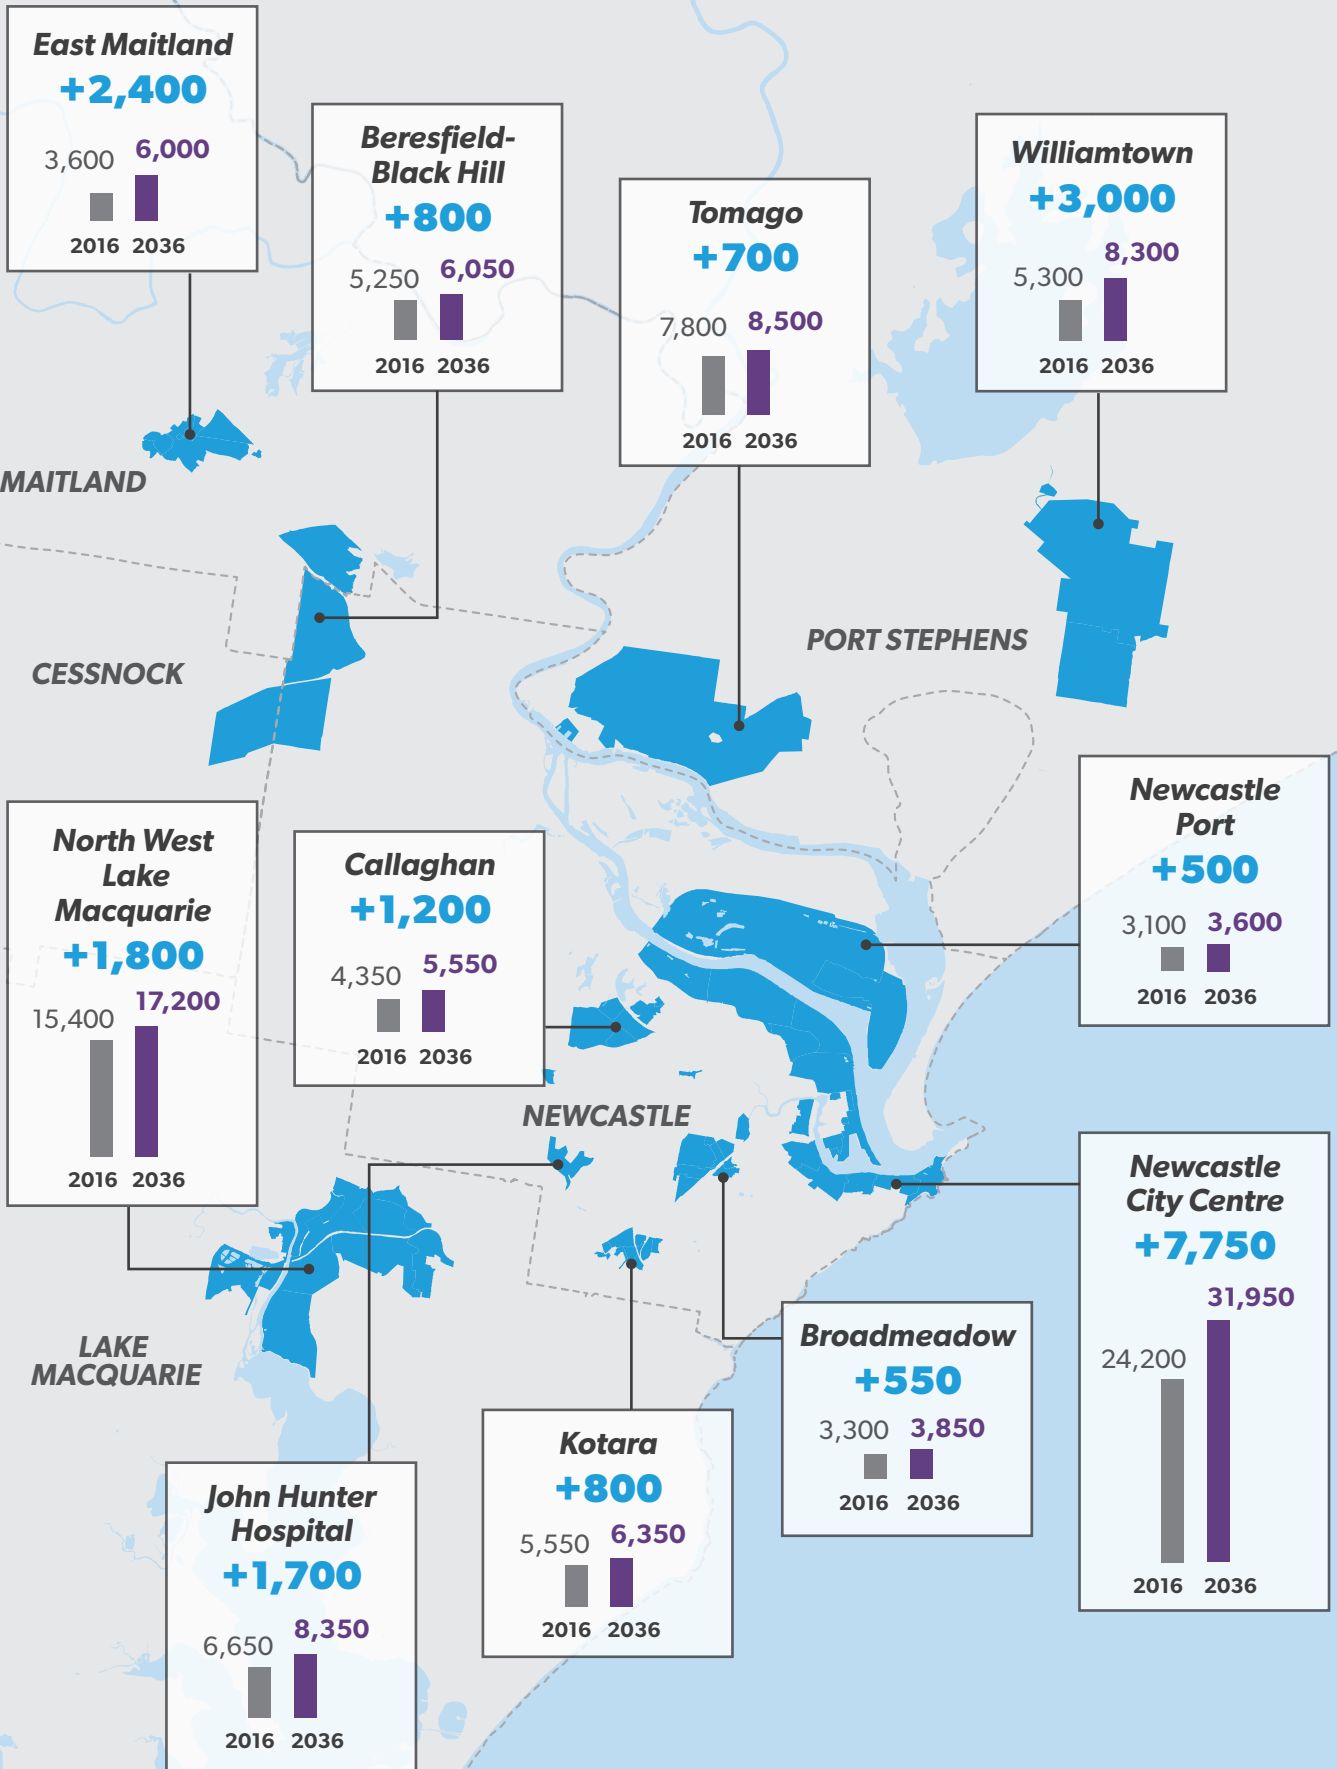 East Maitland
+2,400
3,600 6,000
2016 2036
Beresfield-
Black Hill
+800
5,250 6,050
2016 2036
Tomago
+700
7,800 8,500
2016 2036
Williamtown
+3,000
5,300 8,300
2016 2036
MAITLAND
CESSNOCK
PORT STEPHENS
North West
Lake
Macquarie
+1,800
15,400 17,200
2016 2036
Callaghan
+1,200
4,350 5,550
2016 2036
Newcastle
Port
+500
3,100 3,600
2016 2036
NEWCASTLE
Newcastle
City Centre
+7,750
24,200 31,950
2016 2036
LAKE
MACQUARIE
Broadmeadow
+550
3,300 3,850
2016 2036
Kotara
+800
5,550 6,350
2016 2036
John Hunter
Hospital
+1,700
6,650 8,350
2016 2036